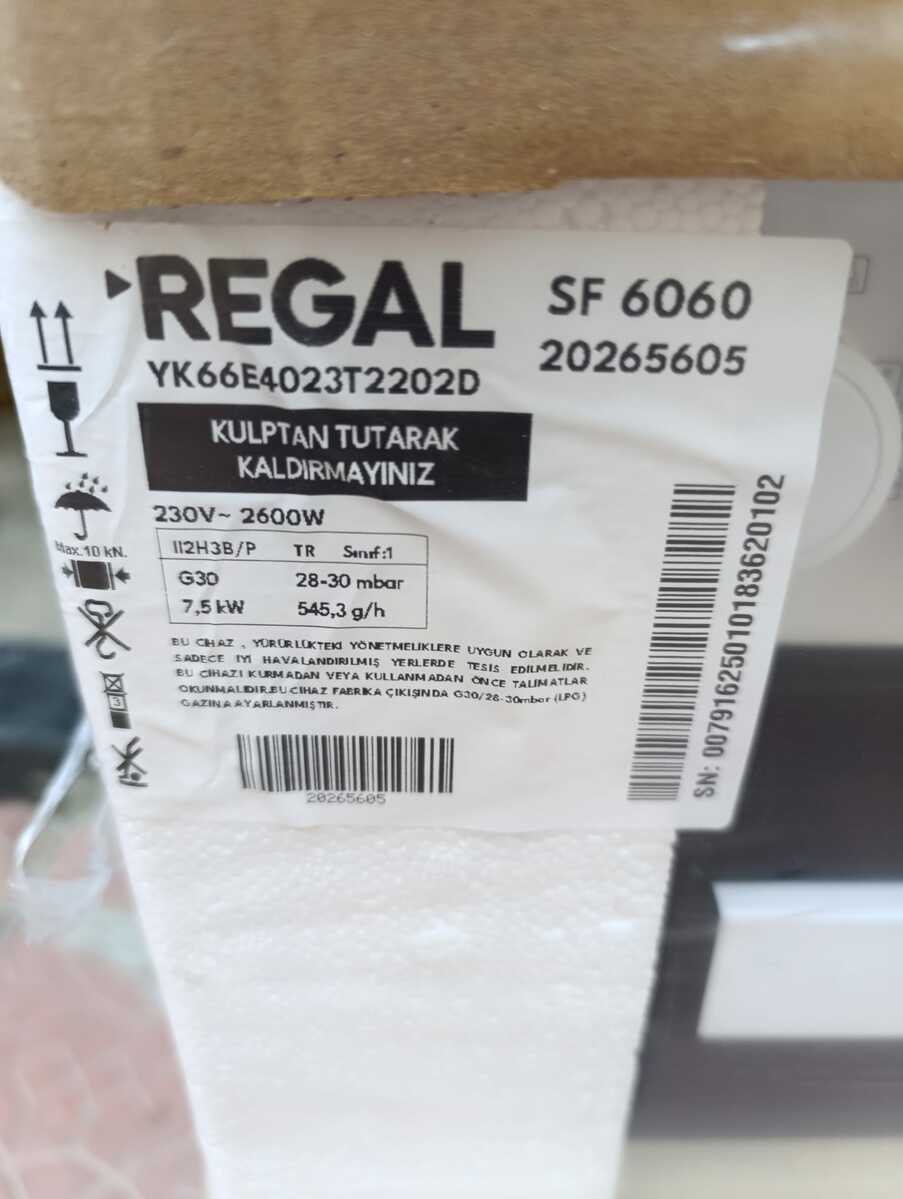 REGAL
SF 6060
YK66E4023T2202D
20265605
KULPTAN TUTARAK
KALDIRMAYINIZ
230V~ 2600W
II2H3B/P TR Sınıf:1
G30 28-30 mbar
7,5 kW 545,3 g/h
Max.10 kN.
3
BU CİHAZ , YÜRÜRLÜKTEKİ YÖNETMELİKLERE UYGUN OLARAK VE
SADECE İYİ HAVALANDIRILMIŞ YERLERDE TESİS EDİLMELİDİR.
BU CİHAZI KURMADAN VEYA KULLANMADAN ÖNCE TALİMATLAR
OKUNMALIDIR.BU CİHAZ FABRİKA ÇIKIŞINDA G30/28-30mbar (LPG)
GAZINA AYARLANMIŞTIR.
20265605
SN: 0079162501018362​0102